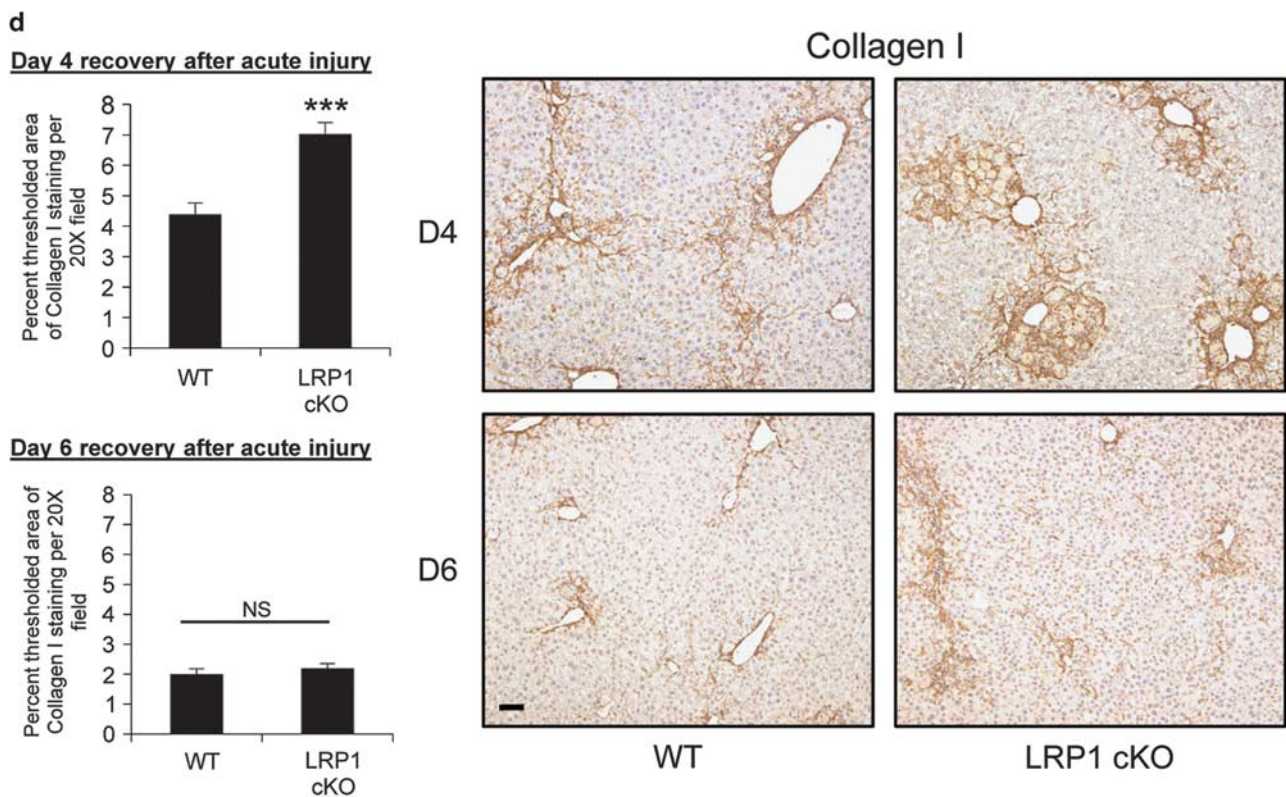 d
Day 4 recovery after acute injury
Percent thresholded area
of Collagen I staining per
20X field
8
7
6
5
4
3
2
1
0
***
WT
LRP1
cKO
Day 6 recovery after acute injury
Percent thresholded area of
Collagen I staining per 20X
field
8
7
6
5
4
3
2
1
0
NS
WT
LRP1
cKO
Collagen I
D4
D6
WT
LRP1 cKO